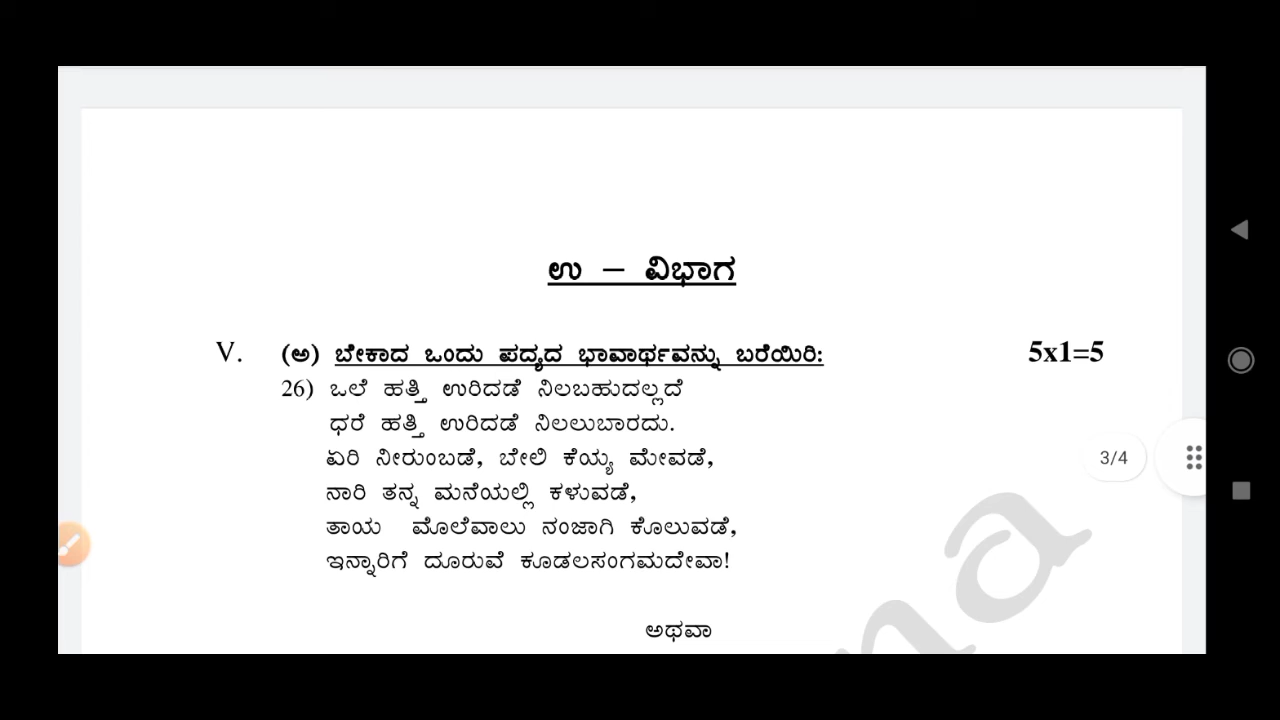 ಉ – ವಿಭಾಗ
V. (ಅ) ಬೇಕಾದ ಒಂದು ಪದ್ಯದ ಭಾವಾರ್ಥವನ್ನು ಬರೆಯಿರಿ: 5x1=5
26) ಒಲೆ ಹತ್ತಿ ಉರಿದಡೆ ನಿಲಬಹುದಲ್ಲದೆ
ಧರೆ ಹತ್ತಿ ಉರಿದಡೆ ನಿಲಲುಬಾರದು.
ಏರಿ ನೀರುಂಬಡೆ, ಬೇಲಿ ಕೆಯ್ಯ ಮೇವಡೆ,
3/4
ನಾರಿ ತನ್ನ ಮನೆಯಲ್ಲಿ ಕಳುವಡೆ,
ತಾಯ ಮೊಲೆವಾಲು ನಂಜಾಗಿ ಕೊಲುವಡೆ,
ಇನ್ನಾರಿಗೆ ದೂರುವೆ ಕೂಡಲಸಂಗಮದೇವಾ!
ಅಥವಾ